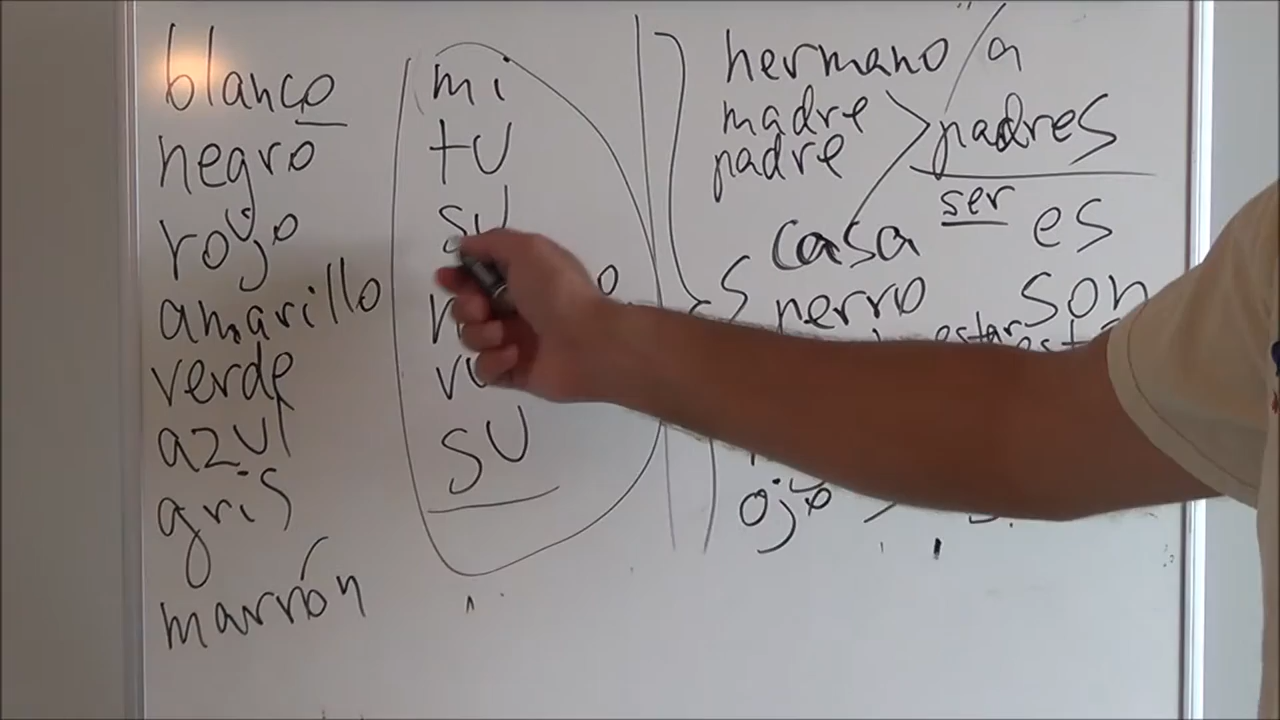 blanco
negro
rojo
amarillo
verde
azul
gris
marrón
mi
tu
su
su
hermano/a
madre
padre
padres
ser es
casa
perro son
estar
ojo